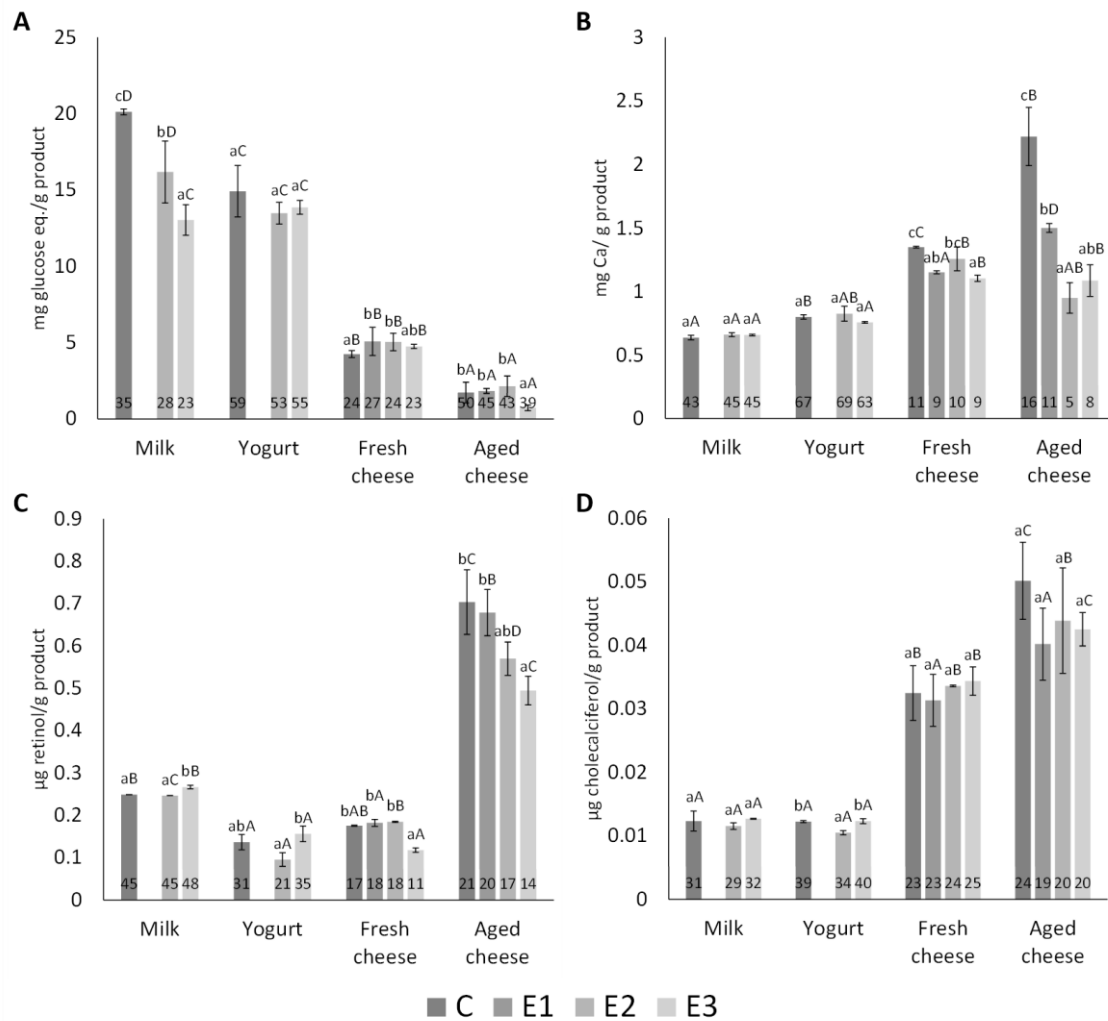 A
mg glucose eq./g product
25
20
15
10
5
0
cD
bD
aC
aC
aC
aC
aB
bB
bB
abB
bA
bA
bA
aA
35
28
23
59
53
55
24
27
24
23
50
45
43
39
Milk
Yogurt
Fresh
cheese
Aged
cheese
B
mg Ca/ g product
3
2.5
2
1.5
1
0.5
0
aA
aA
aA
aB
aAB
aA
cC
abA
bcB
aB
cB
bD
aAB
abB
43
45
45
67
69
63
11
9
10
9
16
11
5
8
Milk
Yogurt
Fresh
cheese
Aged
cheese
C
µg retinol/g product
0.9
0.8
0.7
0.6
0.5
0.4
0.3
0.2
0.1
0
aB
aC
bB
abA
aA
bA
bAB
bA
bB
aA
bC
bB
abD
aC
45
45
48
31
21
35
17
18
18
11
21
20
17
14
Milk
Yogurt
Fresh
cheese
Aged
cheese
D
µg cholecalciferol/g product
0.06
0.05
0.04
0.03
0.02
0.01
0
aA
aA
aA
bA
aA
bA
aB
aA
aB
aB
aC
aA
aB
aC
31
29
32
39
34
40
23
23
24
25
24
19
20
20
Milk
Yogurt
Fresh
cheese
Aged
cheese
C E1 E2 E3